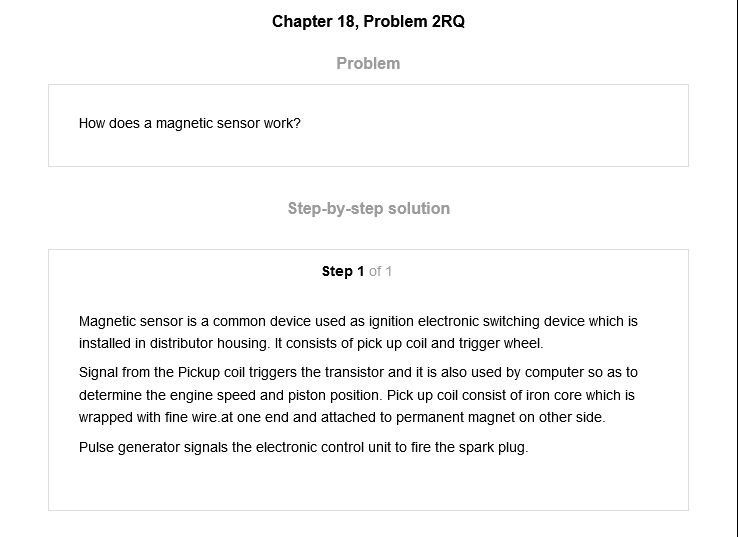 Chapter 18, Problem 2RQ
Problem
How does a magnetic sensor work?
Step-by-step solution
Step 1 of 1
Magnetic sensor is a common device used as ignition electronic switching device which is
installed in distributor housing. It consists of pick up coil and trigger wheel.
Signal from the Pickup coil triggers the transistor and it is also used by computer so as to
determine the engine speed and piston position. Pick up coil consist of iron core which is
wrapped with fine wire.at one end and attached to permanent magnet on other side.
Pulse generator signals the electronic control unit to fire the spark plug.